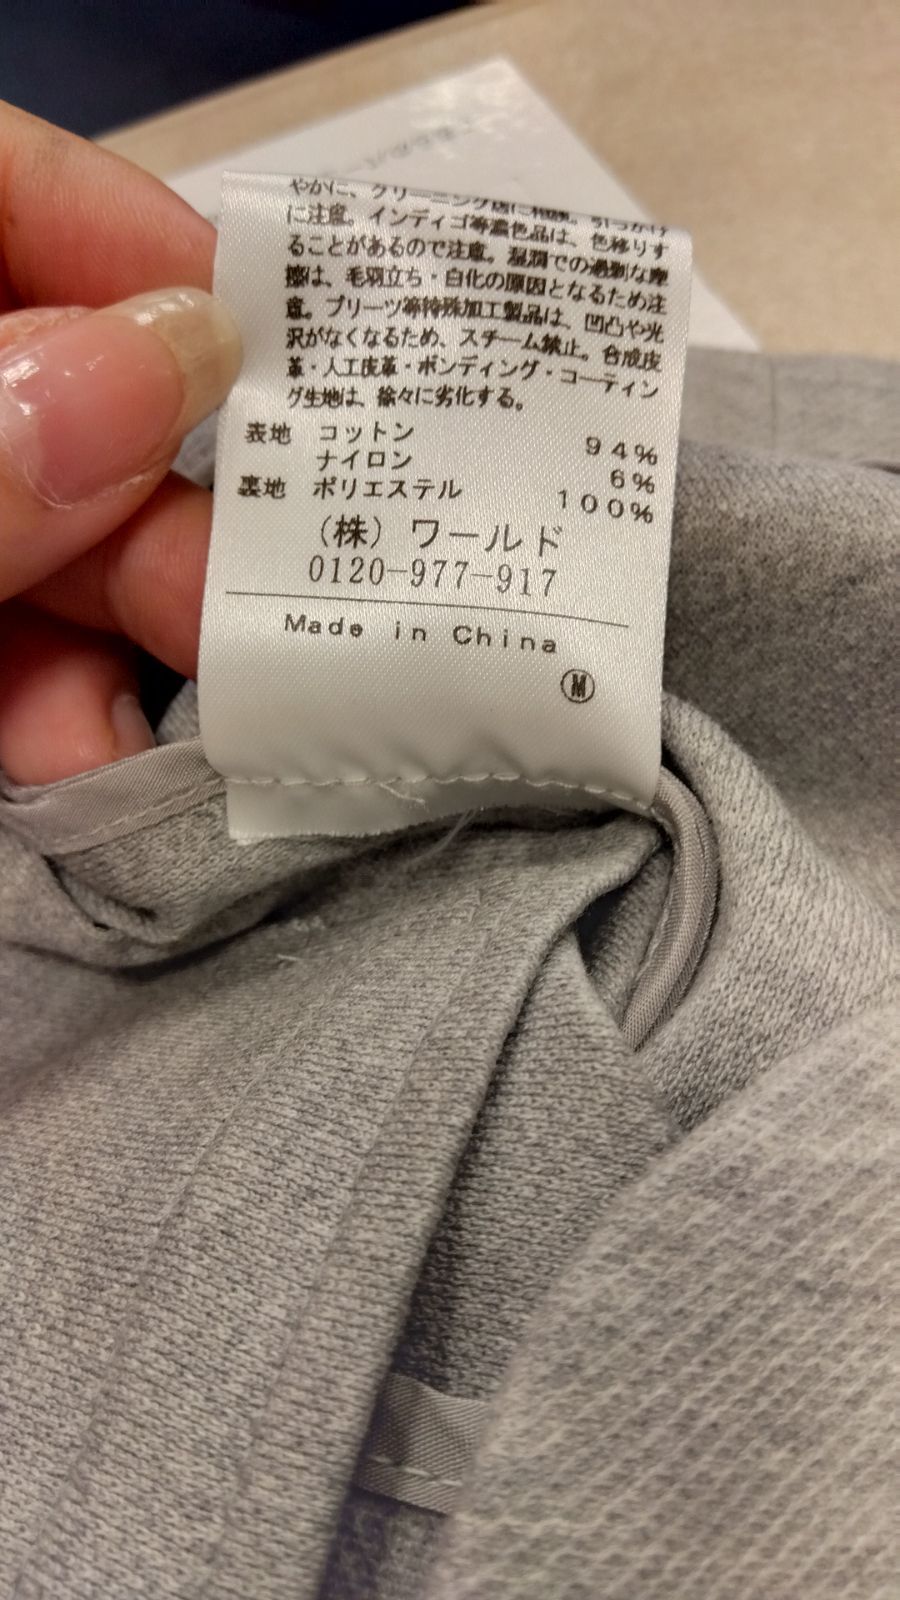 やかに、クリーニング店に相談。引っかけ
に注意。インディゴ等濃色品は、色移りす
ることがあるので注意。湿潤での過剰な摩
擦は、毛羽立ち・白化の原因となるため注
意。プリーツ等特殊加工製品は、凹凸や光
沢がなくなるため、スチーム禁止。合成皮
革・人工皮革・ボンディング・コーティン
グ生地は、徐々に劣化する。
表地 コットン 94%
ナイロン 6%
裏地 ポリエステル 100%
(株) ワールド
0120-977-917
Made in China
M